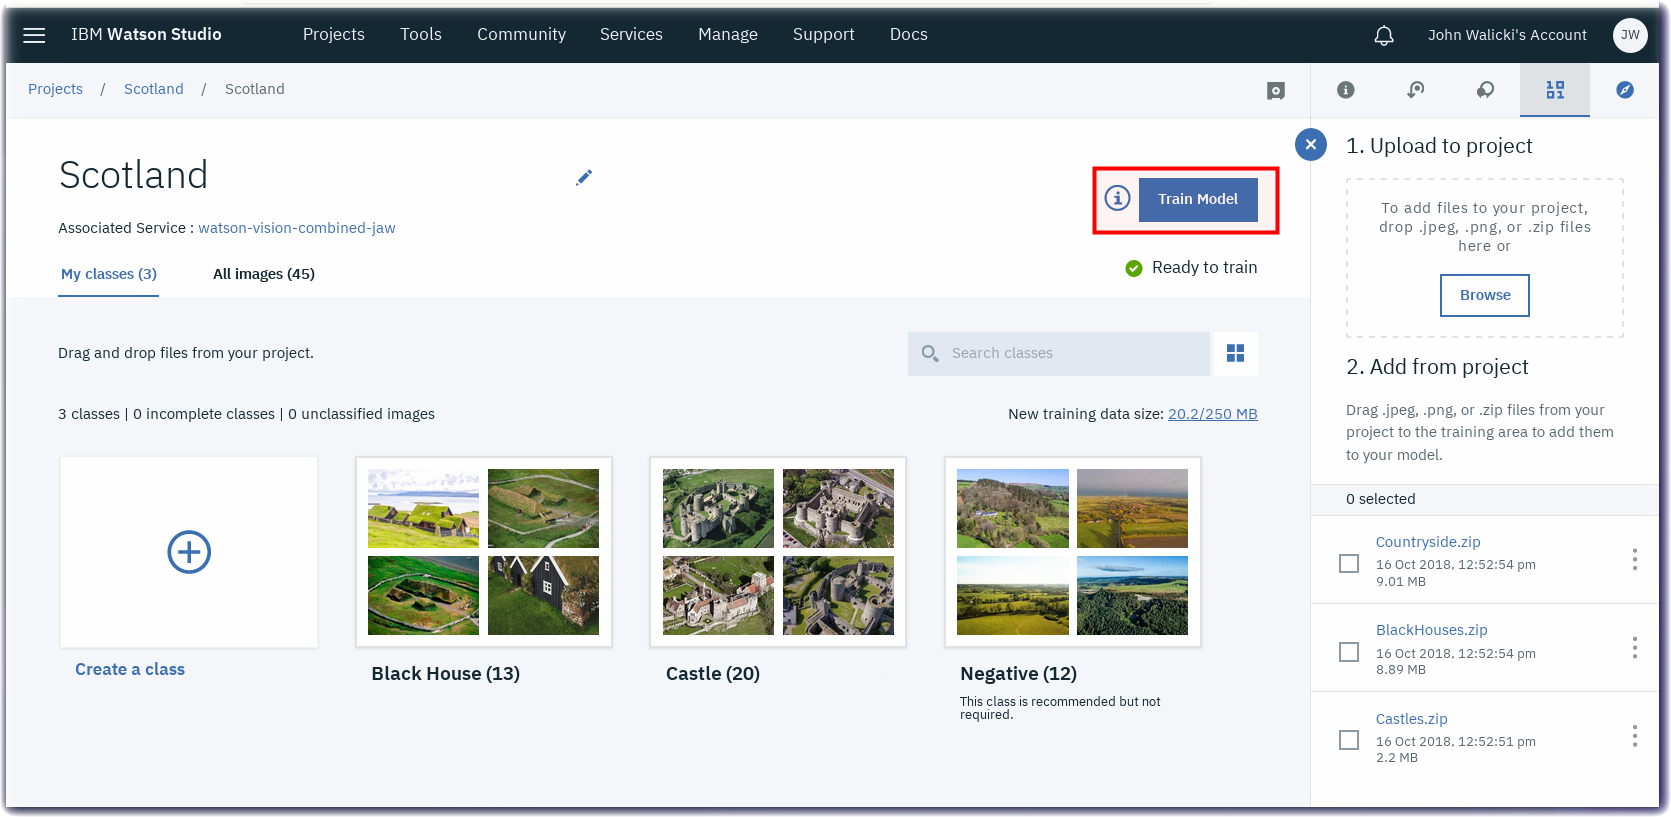 IBM Watson Studio
Projects
Tools
Community
Services
Manage
Support
Docs
John Walicki's Account
JW
Projects / Scotland / Scotland
Scotland
Train Model
Associated Service : watson-vision-combined-jaw
Ready to train
My classes (3)
All images (45)
Drag and drop files from your project.
Search classes
3 classes | 0 incomplete classes | 0 unclassified images
New training data size: 20.2/250 MB
Create a class
Black House (13)
Castle (20)
Negative (12)
This class is recommended but not
required.
1. Upload to project
To add files to your project,
drop .jpeg, .png, or .zip files
here or
Browse
2. Add from project
Drag .jpeg, .png, or .zip files from your
project to the training area to add them
to your model.
0 selected
Countryside.zip
16 Oct 2018, 12:52:54 pm
9.01 MB
BlackHouses.zip
16 Oct 2018, 12:52:54 pm
8.89 MB
Castles.zip
16 Oct 2018, 12:52:51 pm
2.2 MB